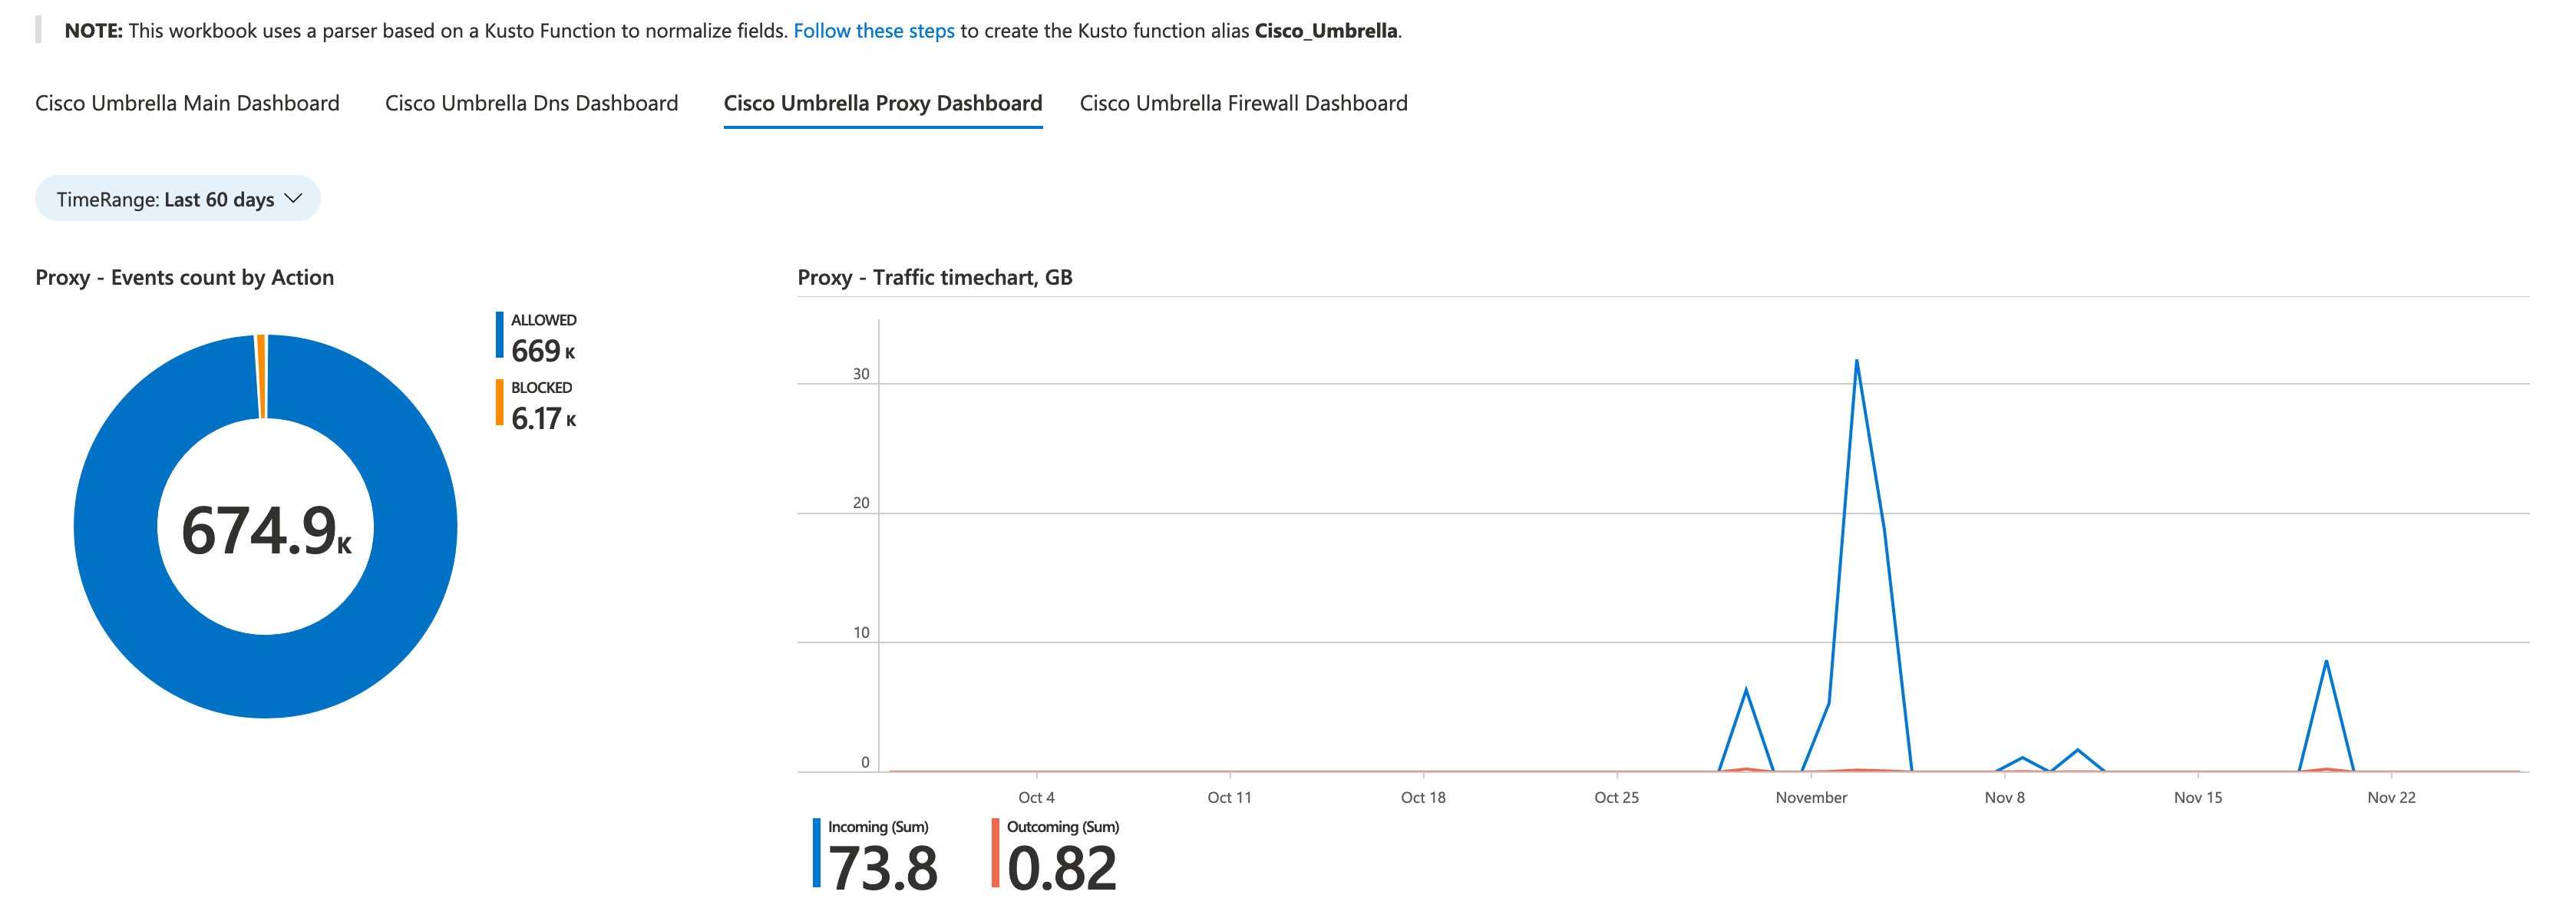 NOTE: This workbook uses a parser based on a Kusto Function to normalize fields. Follow these steps to create the Kusto function alias Cisco_Umbrella.
Cisco Umbrella Main Dashboard Cisco Umbrella Dns Dashboard Cisco Umbrella Proxy Dashboard Cisco Umbrella Firewall Dashboard
TimeRange: Last 60 days
Proxy - Events count by Action
ALLOWED
669 K
BLOCKED
6.17 K
674.9K
Proxy - Traffic timechart, GB
30
20
10
0
Oct 4 Oct 11 Oct 18 Oct 25 November Nov 8 Nov 15 Nov 22
Incoming (Sum) Outcoming (Sum)
73.8 0.82